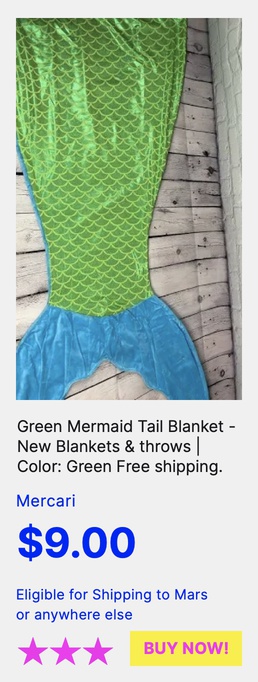 Green Mermaid Tail Blanket -
New Blankets & throws |
Color: Green Free shipping.
Mercari
$9.00
Eligible for Shipping to Mars
or anywhere else
BUY NOW!